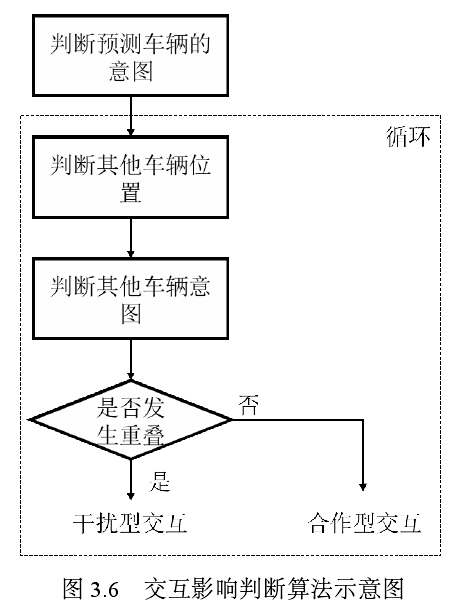 判断预测车辆的
意图
循环
判断其他车辆位
置
判断其他车辆意
图
是否发
生重叠
否
是
干扰型交互
合作型交互
图 3.6 交互影响判断算法示意图